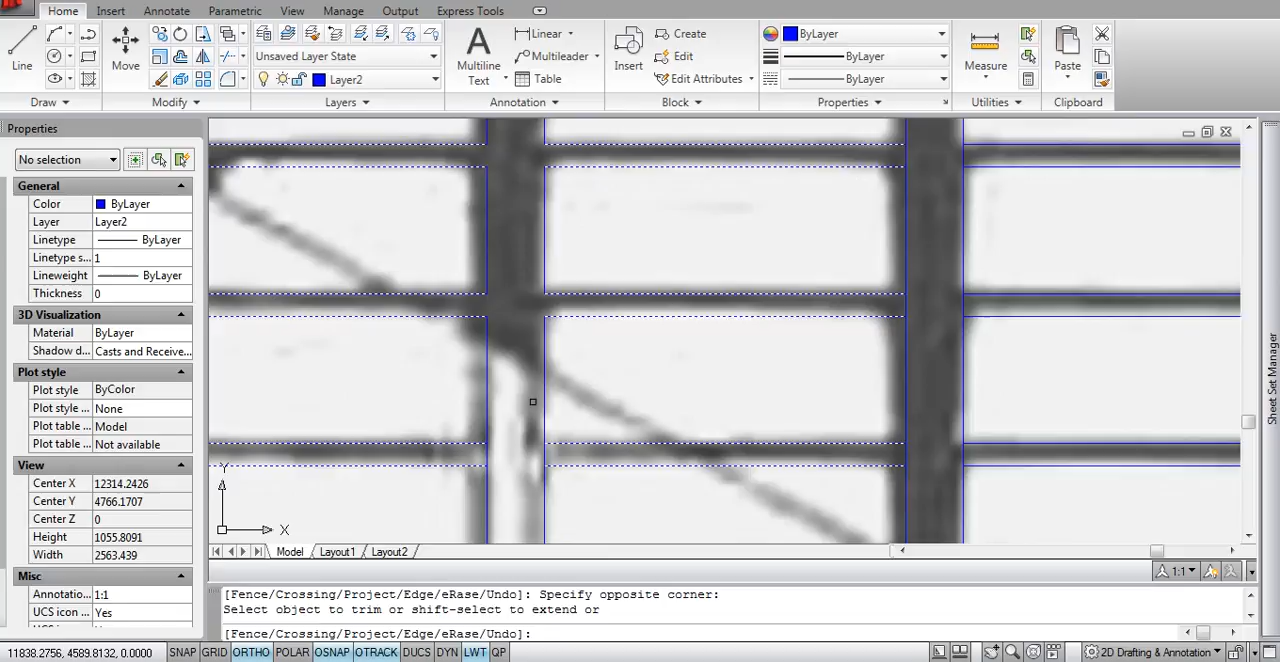 Home Insert Annotate Parametric View Manage Output Express Tools
Line
Move
Unsaved Layer State
Layer2
Multiline
Text
Linear
Multileader
Table
Insert
Create
Edit
Edit Attributes
ByLayer
ByLayer
ByLayer
Measure
Paste
Draw
Modify
Layers
Annotation
Block
Properties
Utilities
Clipboard
Properties
No selection
General
Color ByLayer
Layer Layer2
Linetype ByLayer
Linetype s... 1
Lineweight ByLayer
Thickness 0
3D Visualization
Material ByLayer
Shadow d... Casts and Receive...
Plot style
Plot style ByColor
Plot style ... None
Plot table ... Model
Plot table ... Not available
View
Center X 12314.2426
Center Y 4766.1707
Center Z 0
Height 1055.8091
Width 2563.439
Misc
Annotatio... 1:1
UCS icon ... Yes
Y
X
Model Layout1 Layout2
1:1
Sheet Set Manager
[Fence/Crossing/Project/Edge/eRase/Undo]: Specify opposite corner:
Select object to trim or shift-select to extend or
[Fence/Crossing/Project/Edge/eRase/Undo]:
11838.2756, 4589.8132, 0.0000 SNAP GRID ORTHO POLAR OSNAP OTRACK DUCS DYN LWT QP 2D Drafting & Annotation